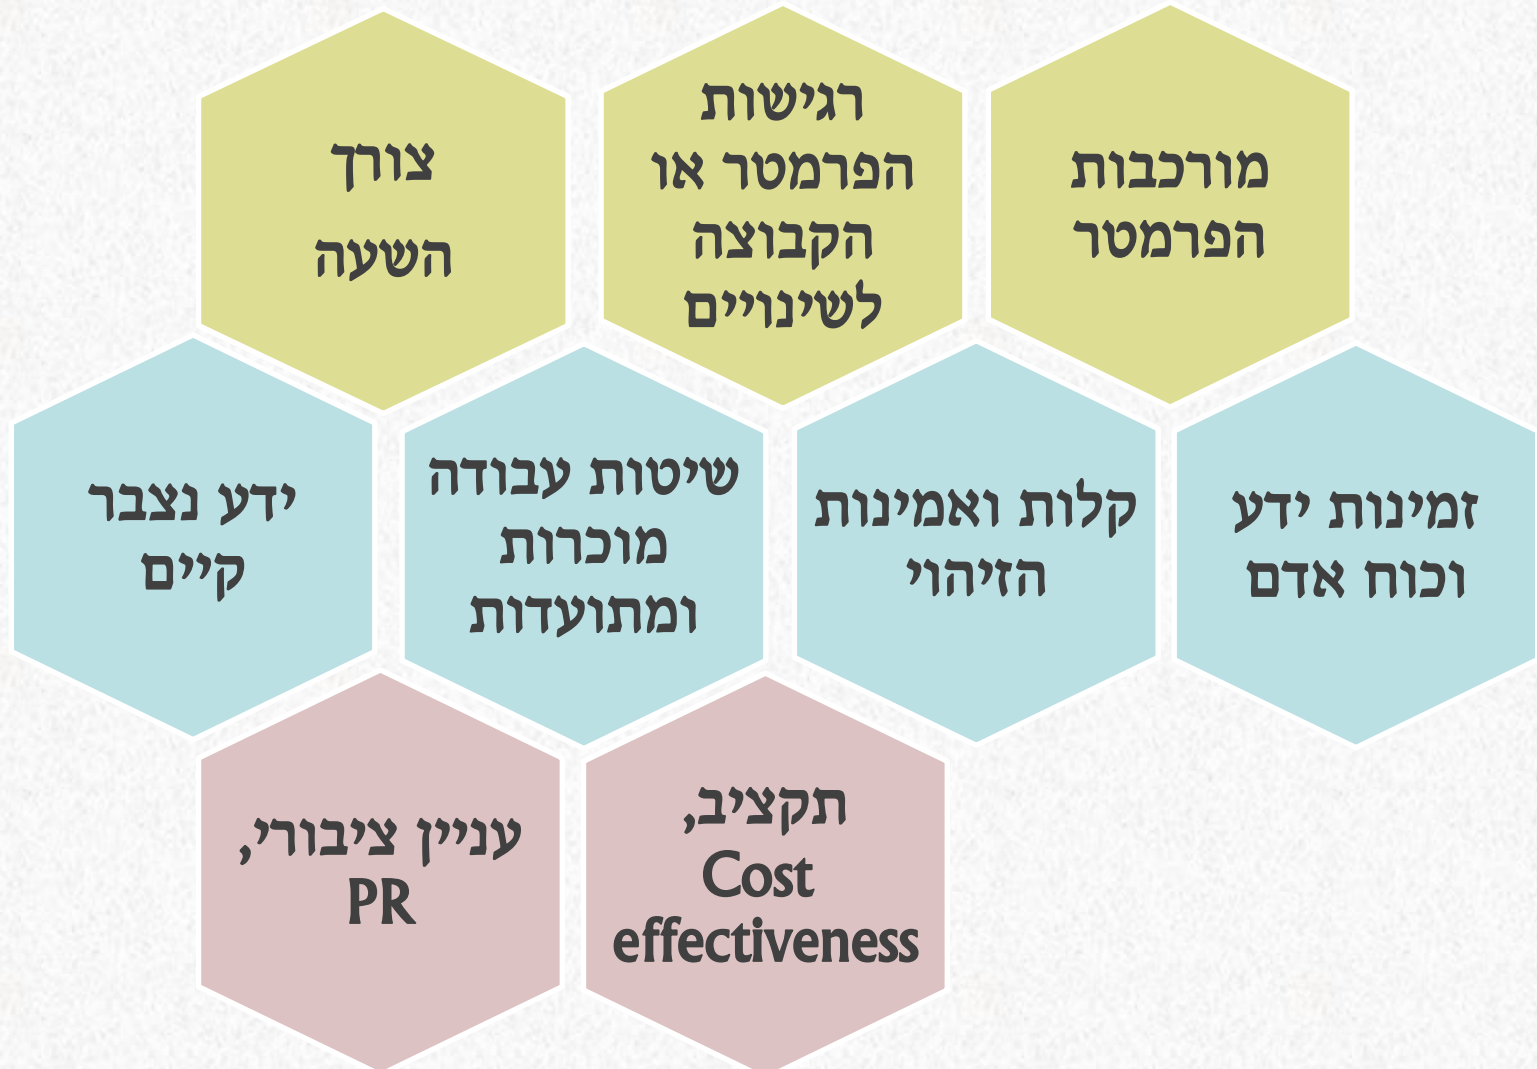 מורכבות
הפרמטר
רגישות
הפרמטר או
הקבוצה
לשינויים
צורך
השעה
זמינות ידע
וכוח אדם
קלות ואמינות
הזיהוי
שיטות עבודה
מוכרות
ומתועדות
ידע נצבר
קיים
תקציב,
Cost
effectiveness
עניין ציבורי,
PR